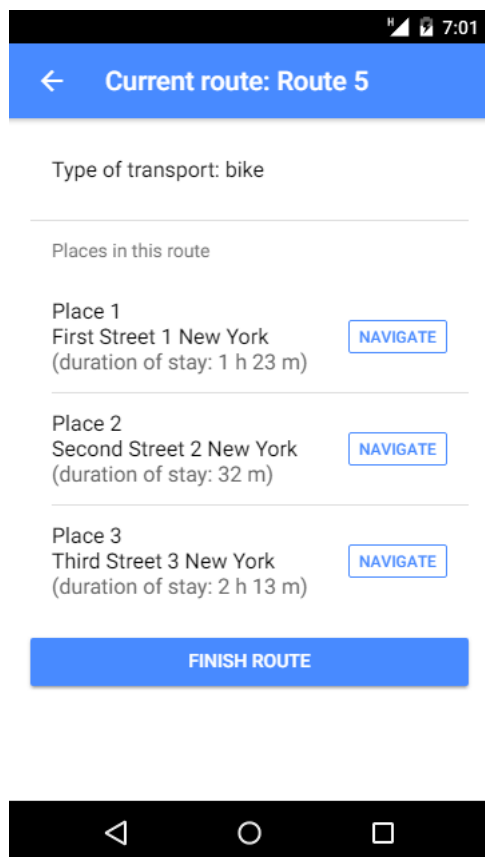 H 7:01
Current route: Route 5
Type of transport: bike
Places in this route
Place 1
First Street 1 New York
(duration of stay: 1 h 23 m)
NAVIGATE
Place 2
Second Street 2 New York
(duration of stay: 32 m)
NAVIGATE
Place 3
Third Street 3 New York
(duration of stay: 2 h 13 m)
NAVIGATE
FINISH ROUTE